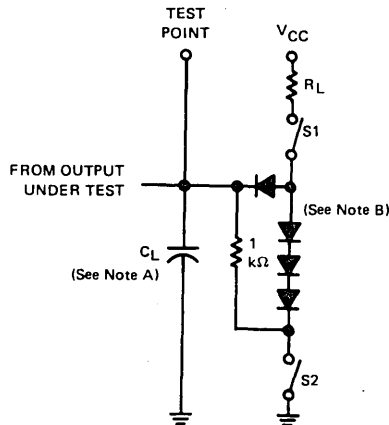 TEST
POINT
VCC
RL
S1
FROM OUTPUT
UNDER TEST
(See Note B)
CL
(See Note A)
1
kΩ
S2